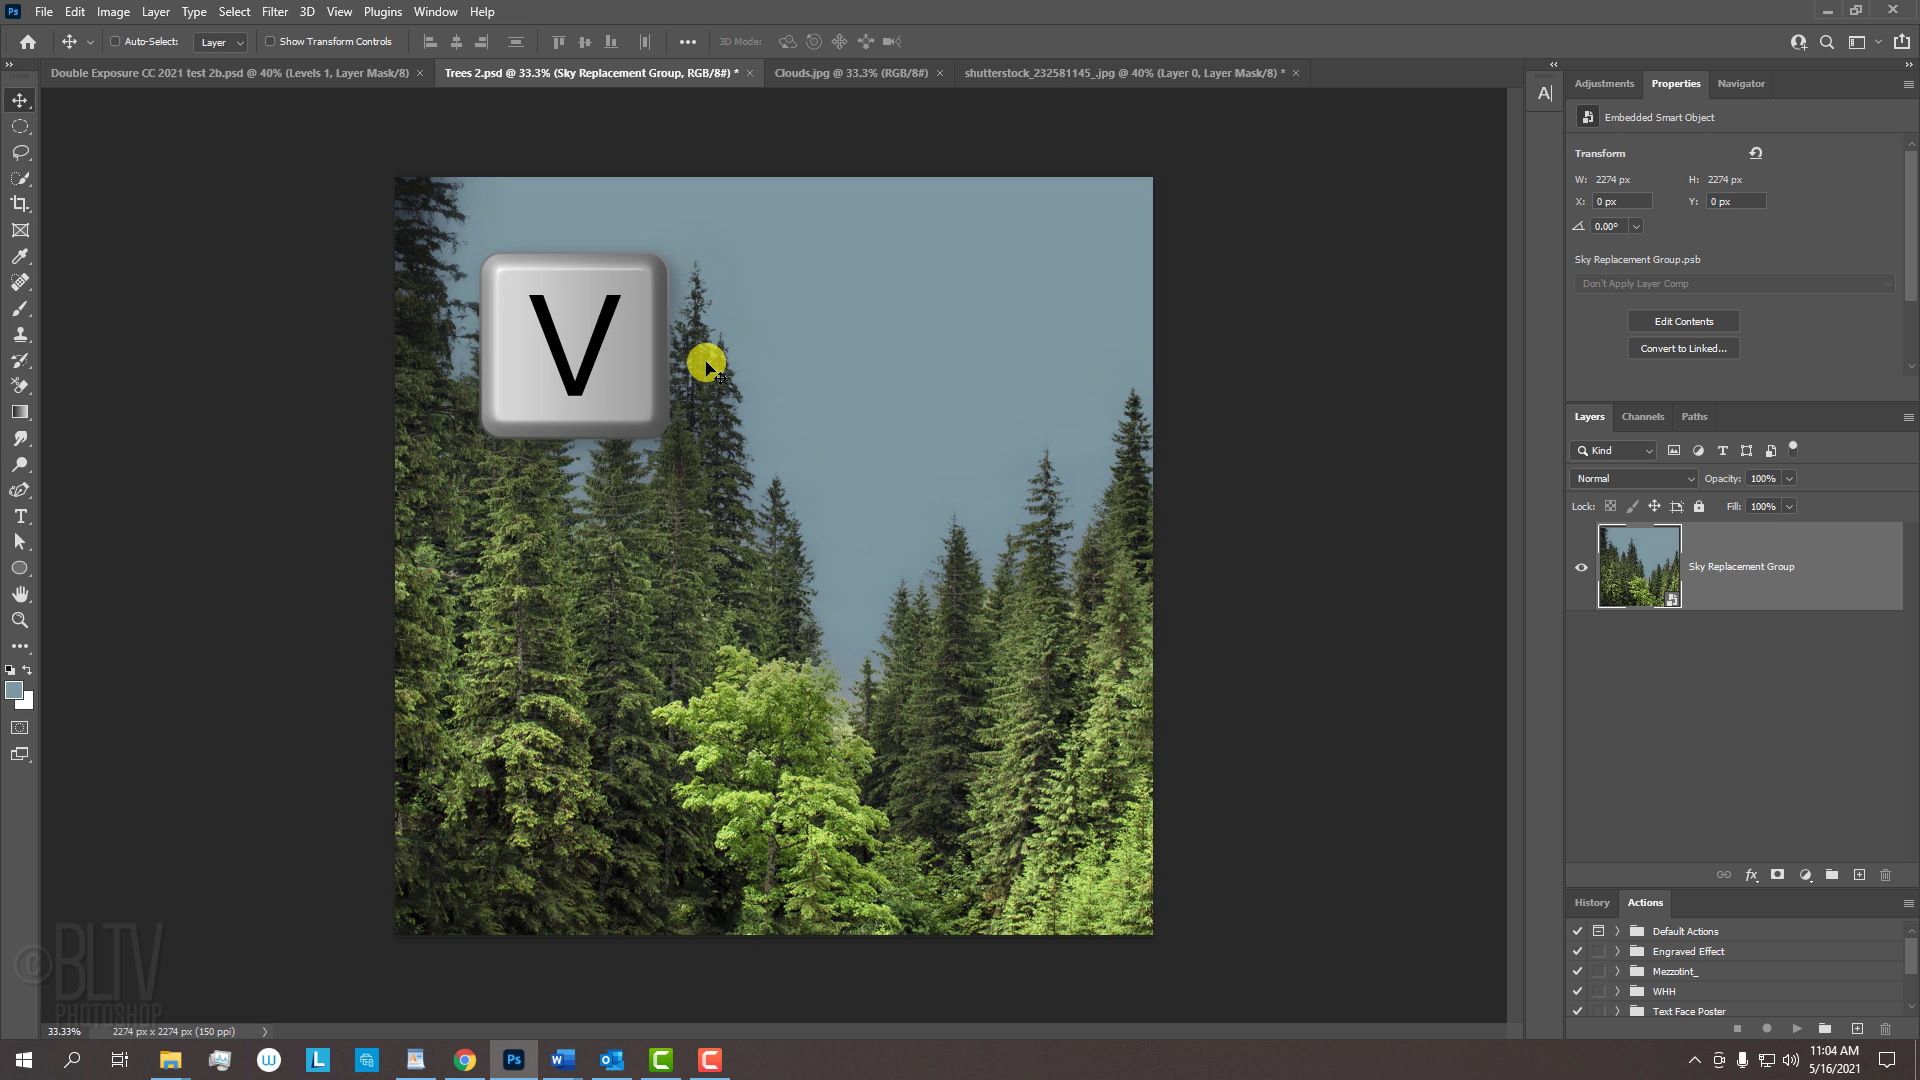 Ps File Edit Image Layer Type Select Filter 3D View Plugins Window Help
Auto-Select: Layer Show Transform Controls 3D Mode:
Double Exposure CC 2021 test 2b.psd @ 40% (Levels 1, Layer Mask/8) × Trees 2.psd @ 33.3% (Sky Replacement Group, RGB/8#) * × Clouds.jpg @ 33.3% (RGB/8#) × shutterstock_232581145_.jpg @ 40% (Layer 0, Layer Mask/8) * ×
A
Adjustments Properties Navigator
Embedded Smart Object
Transform
W: 2274 px H: 2274 px
X: 0 px Y: 0 px
0.00°
Sky Replacement Group.psb
Don't Apply Layer Comp
Edit Contents
Convert to Linked...
V
Layers Channels Paths
Kind
Normal Opacity: 100%
Lock: Fill: 100%
Sky Replacement Group
fx
History Actions
Default Actions
Engraved Effect
Mezzotint_
WHH
Text Face Poster
© BLTV
PHOTOSHOP
33.33% 2274 px x 2274 px (150 ppi)
11:04 AM
5/16/2021